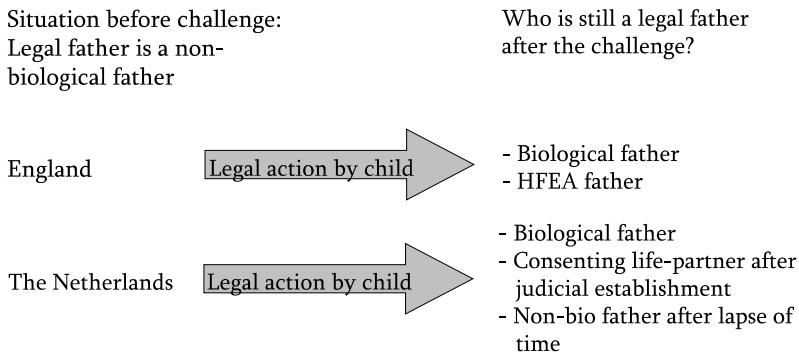 Situation before challenge:
Legal father is a non-
biological father
Who is still a legal father
after the challenge?
England
Legal action by child
- Biological father
- HFEA father
The Netherlands
Legal action by child
- Biological father
- Consenting life-partner after
judicial establishment
- Non-bio father after lapse of
time